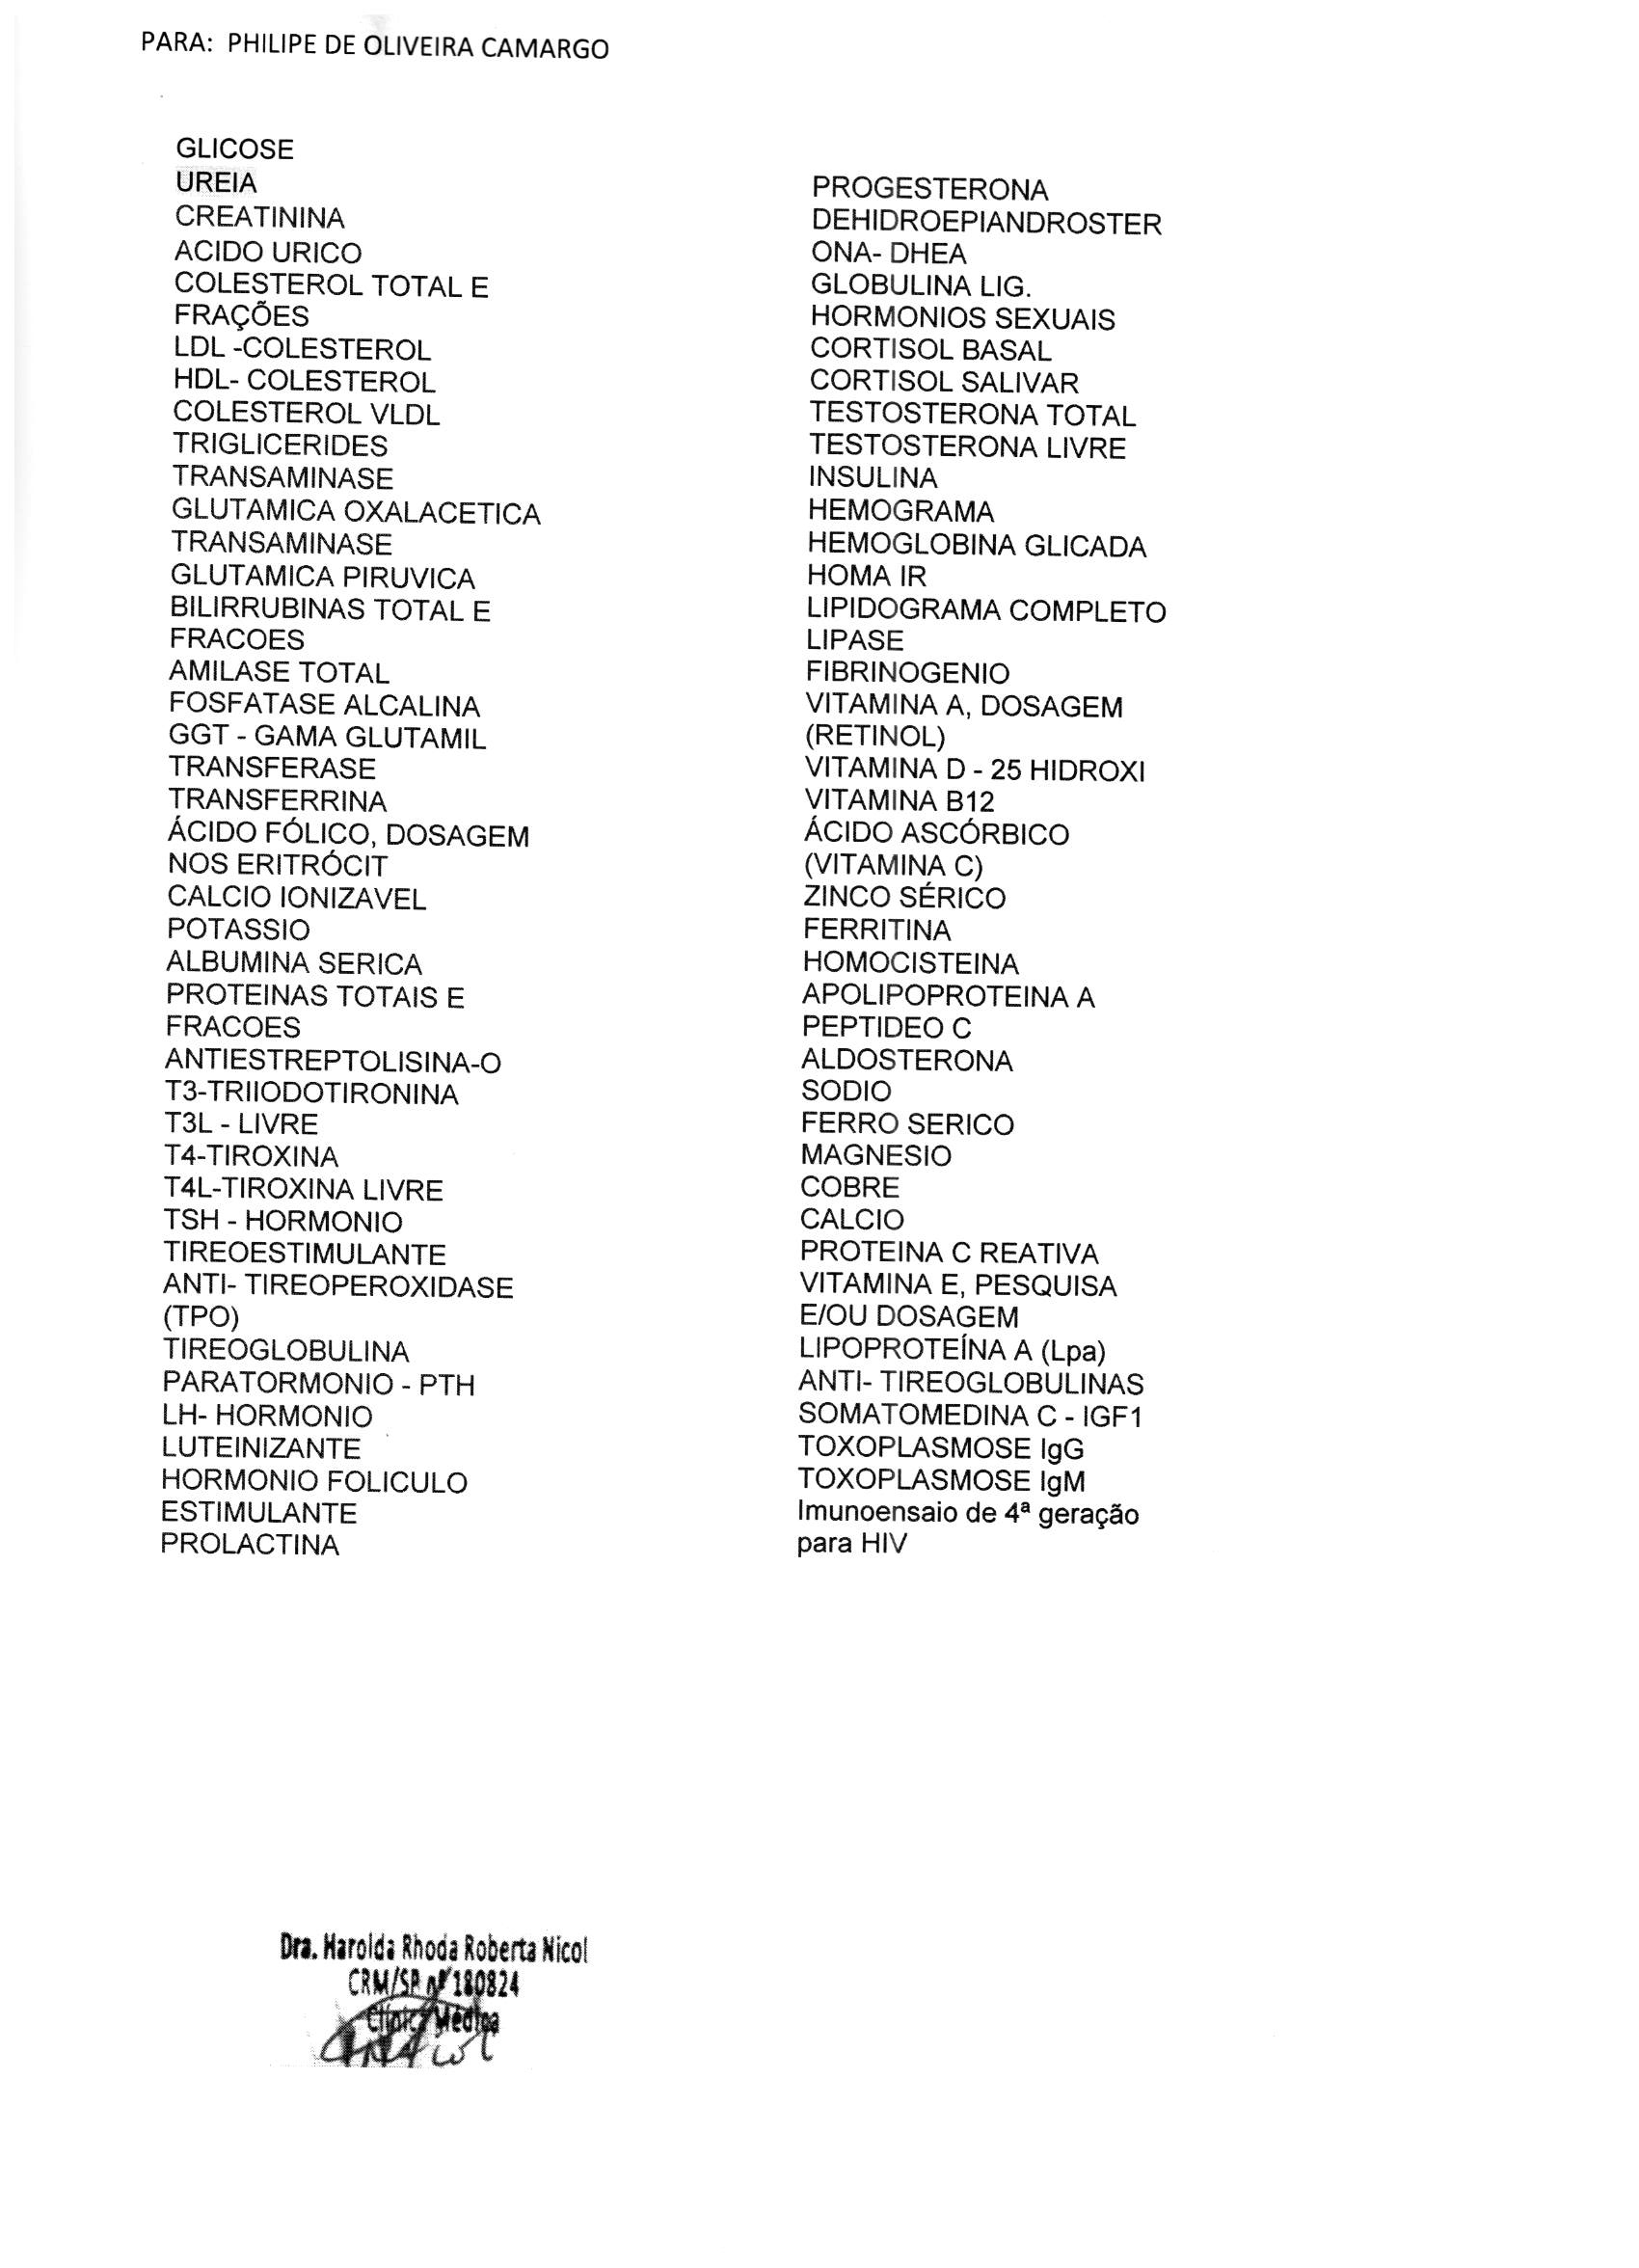 PARA: PHILIPE DE OLIVEIRA CAMARGO
GLICOSE
UREIA
CREATININA
ACIDO URICO
COLESTEROL TOTAL E
FRAÇÕES
LDL -COLESTEROL
HDL- COLESTEROL
COLESTEROL VLDL
TRIGLICERIDES
TRANSAMINASE
GLUTAMICA OXALACETICA
TRANSAMINASE
GLUTAMICA PIRUVICA
BILIRRUBINAS TOTAL E
FRACOES
AMILASE TOTAL
FOSFATASE ALCALINA
GGT - GAMA GLUTAMIL
TRANSFERASE
TRANSFERRINA
ÁCIDO FÓLICO, DOSAGEM
NOS ERITRÓCIT
CALCIO IONIZAVEL
POTASSIO
ALBUMINA SERICA
PROTEINAS TOTAIS E
FRACOES
ANTIESTREPTOLISINA-O
T3-TRIIODOTIRONINA
T3L - LIVRE
T4-TIROXINA
T4L-TIROXINA LIVRE
TSH - HORMONIO
TIREOESTIMULANTE
ANTI- TIREOPEROXIDASE
(TPO)
TIREOGLOBULINA
PARATORMONIO - PTH
LH- HORMONIO
LUTEINIZANTE
HORMONIO FOLICULO
ESTIMULANTE
PROLACTINA
PROGESTERONA
DEHIDROEPIANDROSTER
ONA- DHEA
GLOBULINA LIG.
HORMONIOS SEXUAIS
CORTISOL BASAL
CORTISOL SALIVAR
TESTOSTERONA TOTAL
TESTOSTERONA LIVRE
INSULINA
HEMOGRAMA
HEMOGLOBINA GLICADA
HOMA IR
LIPIDOGRAMA COMPLETO
LIPASE
FIBRINOGENIO
VITAMINA A, DOSAGEM
(RETINOL)
VITAMINA D - 25 HIDROXI
VITAMINA B12
ÁCIDO ASCÓRBICO
(VITAMINA C)
ZINCO SÉRICO
FERRITINA
HOMOCISTEINA
APOLIPOPROTEINA A
PEPTIDEO C
ALDOSTERONA
SODIO
FERRO SERICO
MAGNESIO
COBRE
CALCIO
PROTEINA C REATIVA
VITAMINA E, PESQUISA
E/OU DOSAGEM
LIPOPROTEÍNA A (Lpa)
ANTI- TIREOGLOBULINAS
SOMATOMEDINA C - IGF1
TOXOPLASMOSE IgG
TOXOPLASMOSE IgM
Imunoensaio de 4ª geração
para HIV
Dra. Harolda Rhoda Roberta Nicol
CRM/SP nº 180824
Clínica Médica